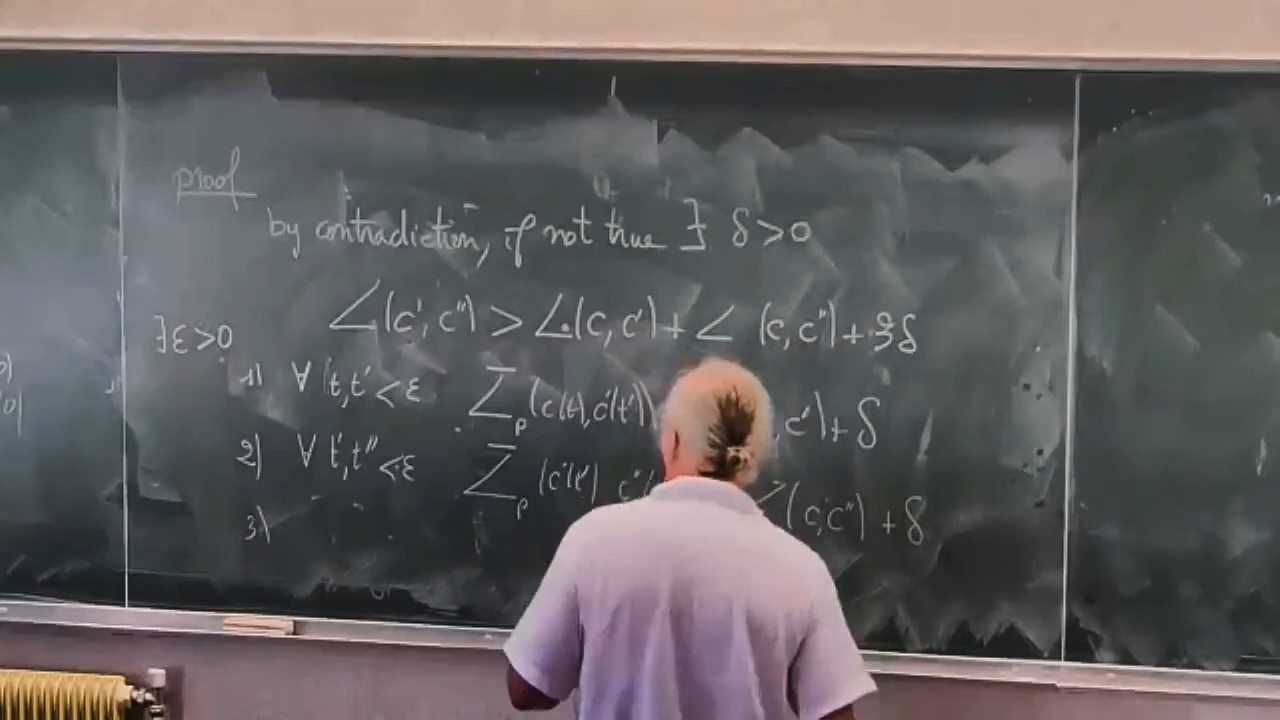 proof
by contradiction, if not true ∃ δ>0
∠(c', c'') > ∠(c, c') + ∠ (c, c'') + 3δ
∃ε>0
1) ∀ t,t' < ε ∠̅_p (c(t), c'(t')) , c') + δ
2) ∀ t',t'' < ε ∠̅_p (c'(t') c'' ∠(c, c'') + δ
3)